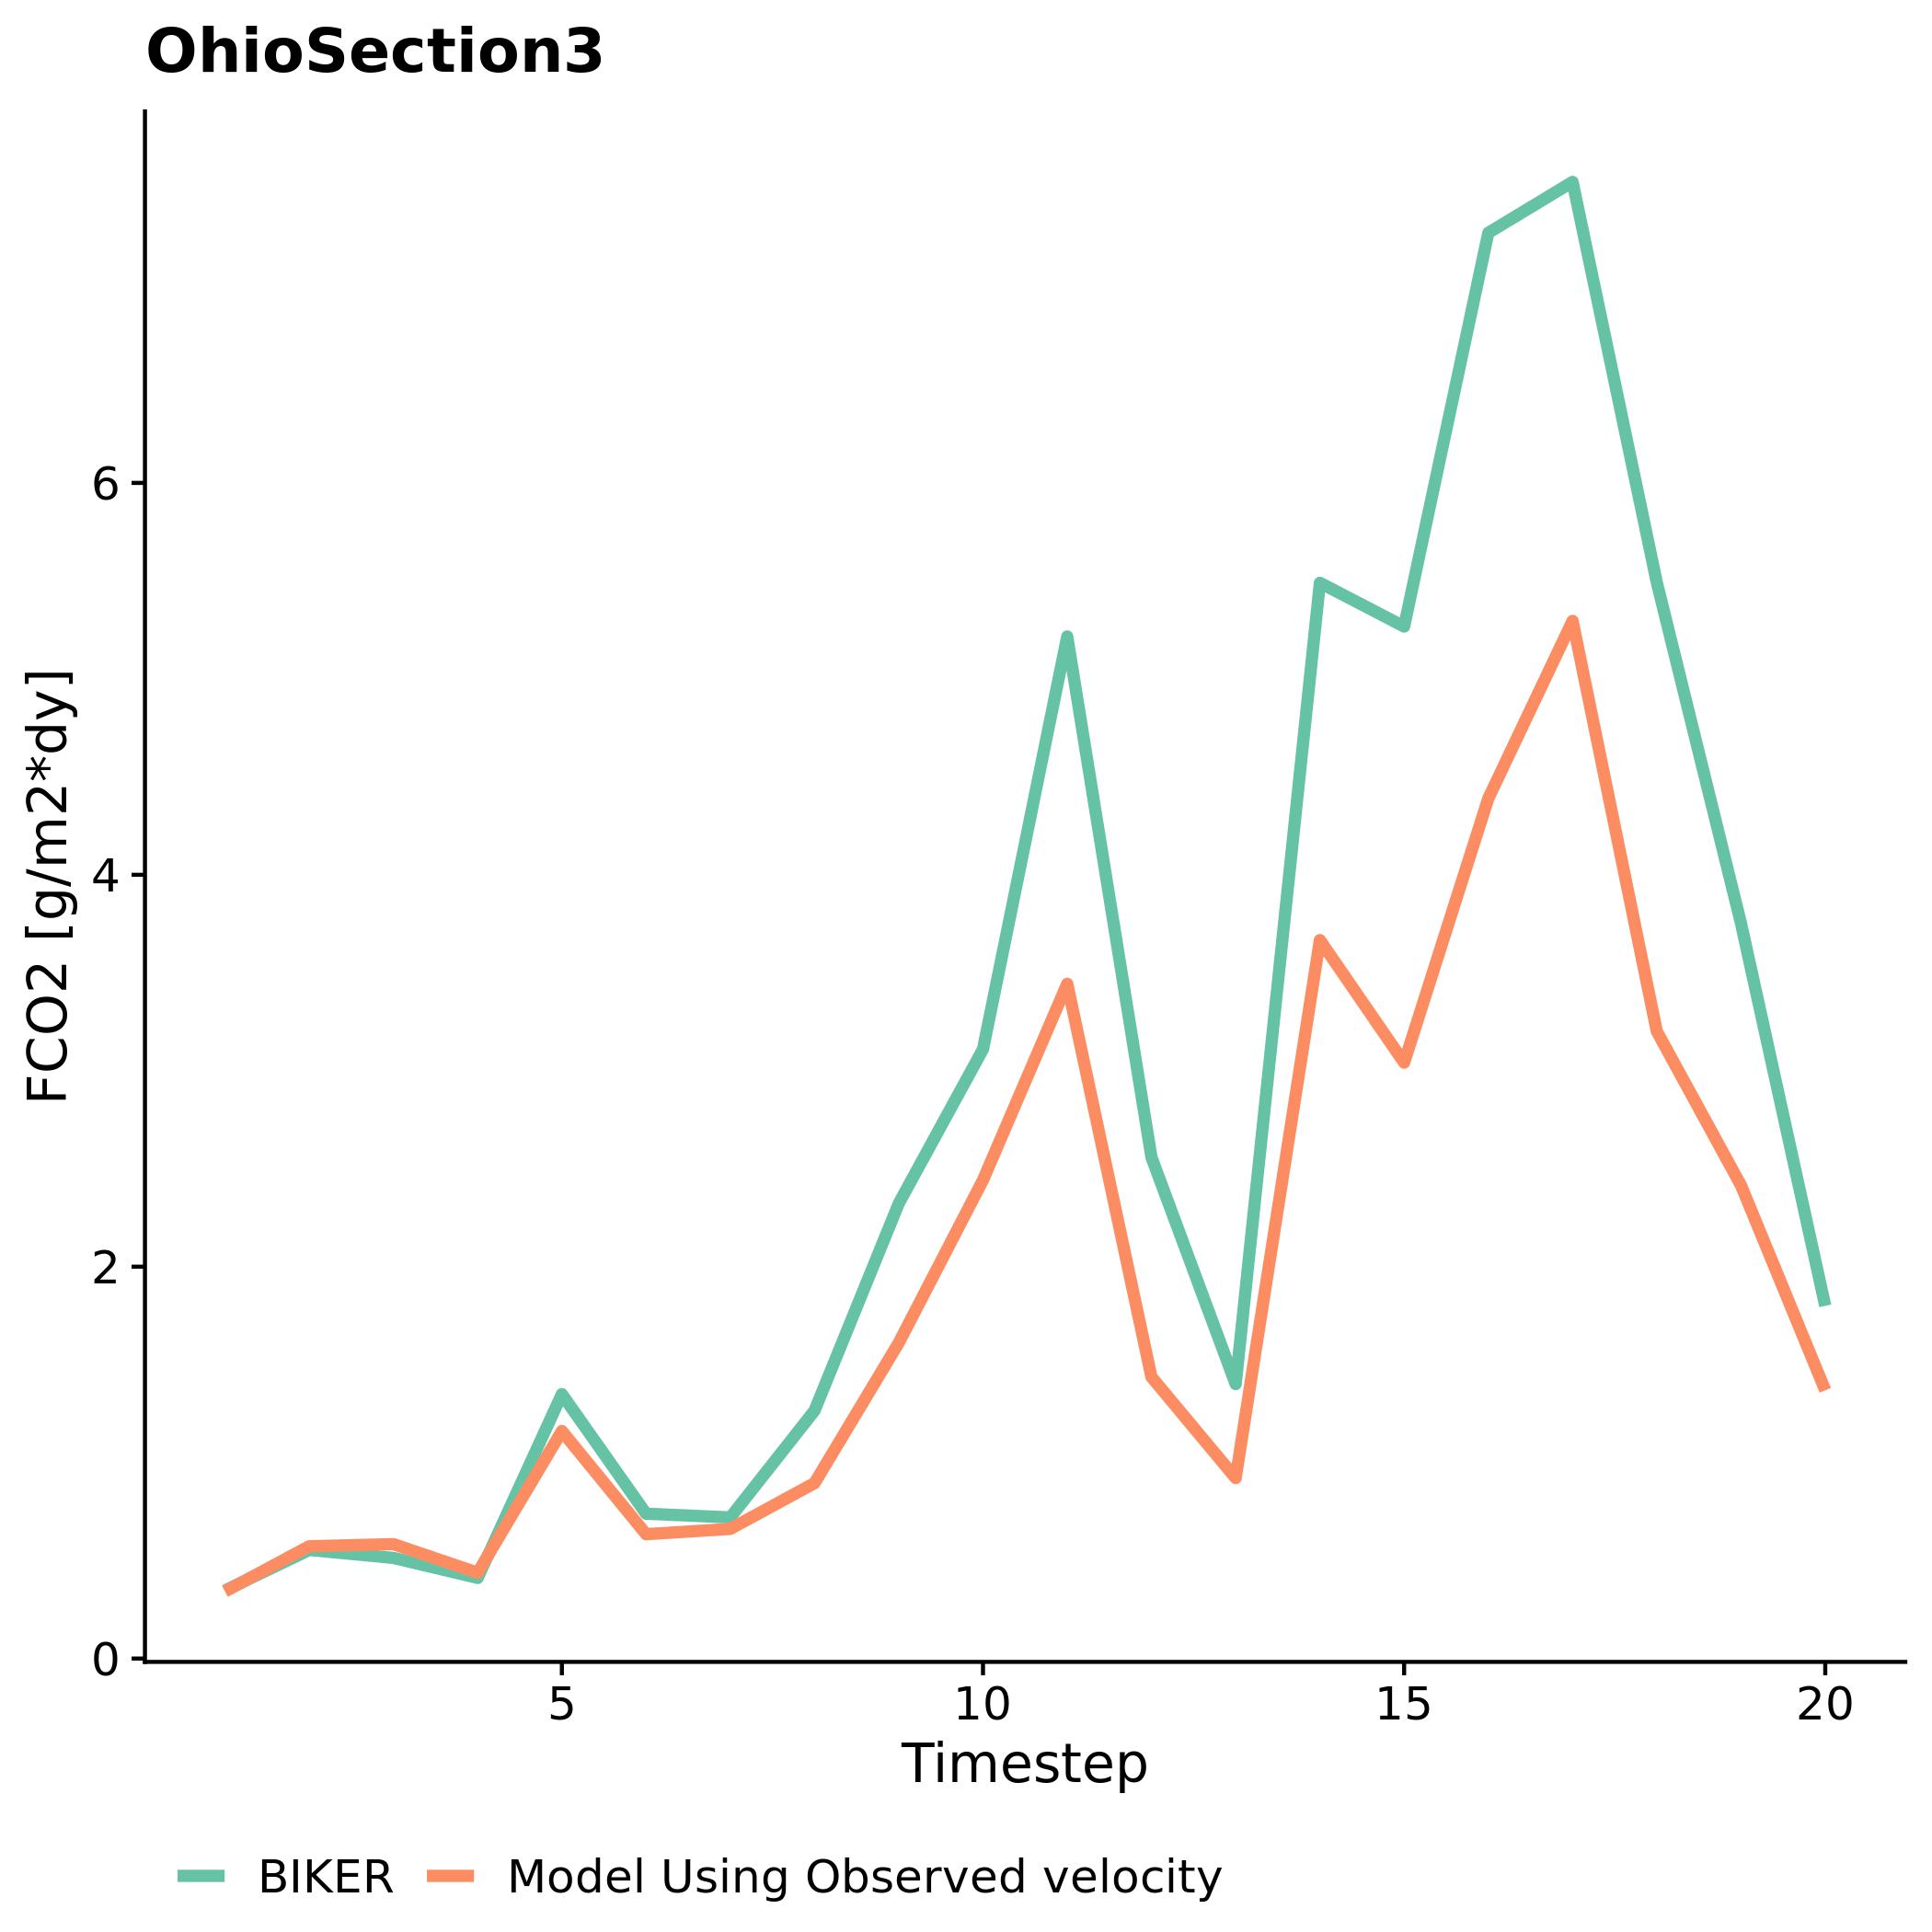 OhioSection3
FCO2 [g/m2*dy]
6
4
2
0
5 10 15 20
Timestep
BIKER Model Using Observed velocity